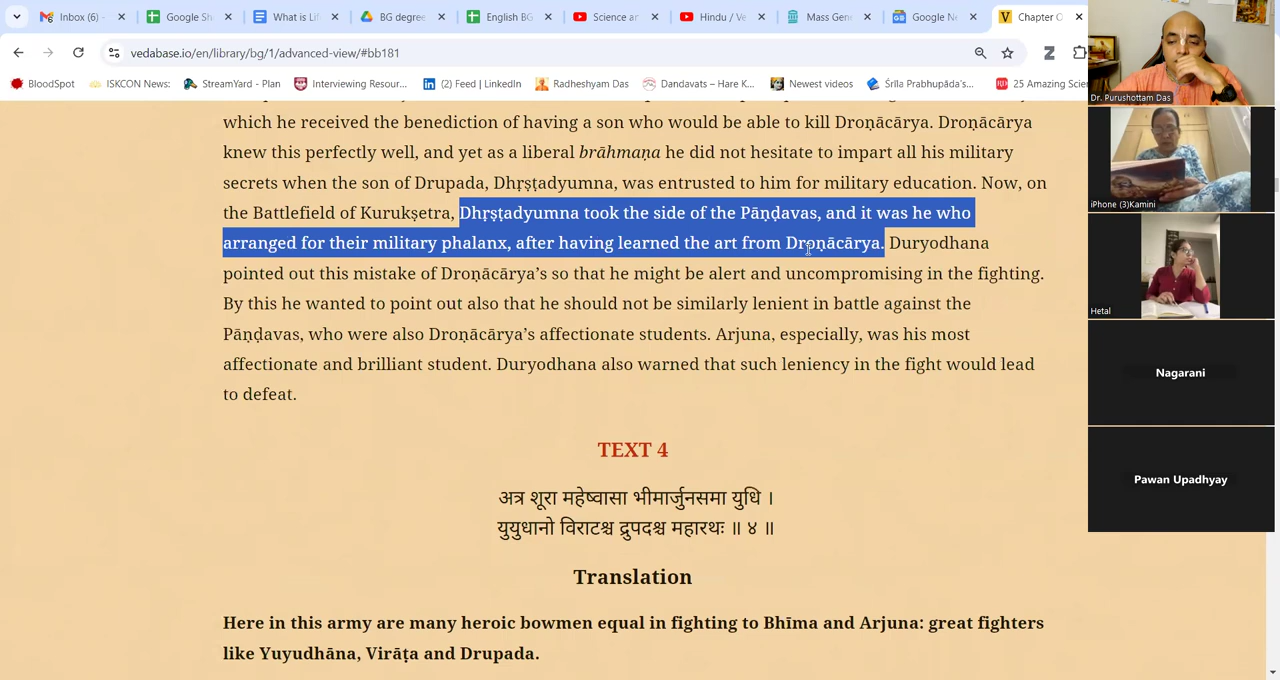 Inbox (6) -
Google Sh
What is Lif
BG degree
English BG
Science an
Hindu / Ve
Mass Gene
Google Ne
Chapter O
vedabase.io/en/library/bg/1/advanced-view/#bb181
BloodSpot
ISKCON News:
StreamYard - Plan
Interviewing Resour...
(2) Feed | LinkedIn
Radheshyam Das
Dandavats – Hare K...
Newest videos
Śrīla Prabhupāda's...
25 Amazing Scien
which he received the benediction of having a son who would be able to kill Droṇācārya. Droṇācārya
knew this perfectly well, and yet as a liberal brāhmaṇa he did not hesitate to impart all his military
secrets when the son of Drupada, Dhṛṣṭadyumna, was entrusted to him for military education. Now, on
the Battlefield of Kurukṣetra, Dhṛṣṭadyumna took the side of the Pāṇḍavas, and it was he who
arranged for their military phalanx, after having learned the art from Droṇācārya. Duryodhana
pointed out this mistake of Droṇācārya’s so that he might be alert and uncompromising in the fighting.
By this he wanted to point out also that he should not be similarly lenient in battle against the
Pāṇḍavas, who were also Droṇācārya’s affectionate students. Arjuna, especially, was his most
affectionate and brilliant student. Duryodhana also warned that such leniency in the fight would lead
to defeat.
TEXT 4
अत्र शूरा महेष्वासा भीमार्जुनसमा युधि ।
युयुधानो विराटश्च द्रुपदश्च महारथः ॥ ४ ॥
Translation
Here in this army are many heroic bowmen equal in fighting to Bhīma and Arjuna: great fighters
like Yuyudhāna, Virāṭa and Drupada.
Dr. Purushottam Das
iPhone (3)Kamini
Hetal
Nagarani
Pawan Upadhyay